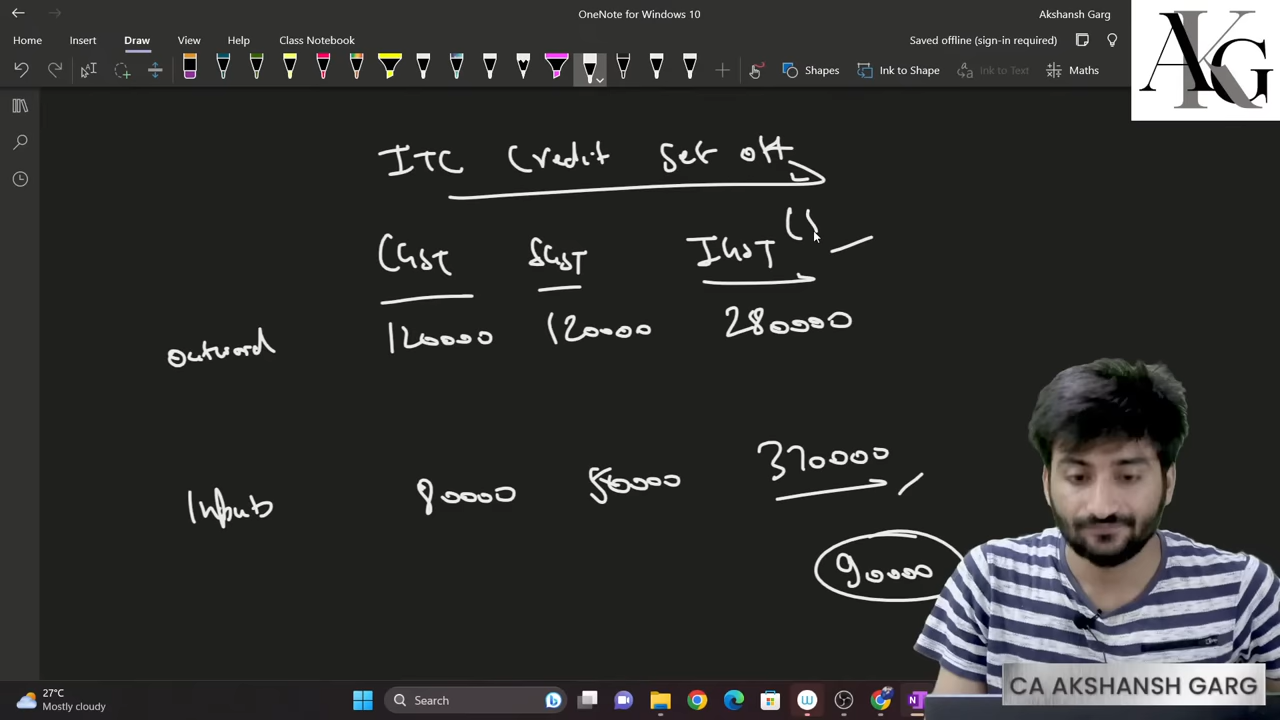 OneNote for Windows 10
Akshansh Garg
Home Insert Draw View Help Class Notebook
Saved offline (sign-in required)
Shapes Ink to Shape Ink to Text Maths
AKG
ITC Credit Set off
CGST SGST IGST (1)
Outward 120000 120000 280000
Inputs 80000 50000 370000
90000
CA AKSHANSH GARG
27°C
Mostly cloudy
Search